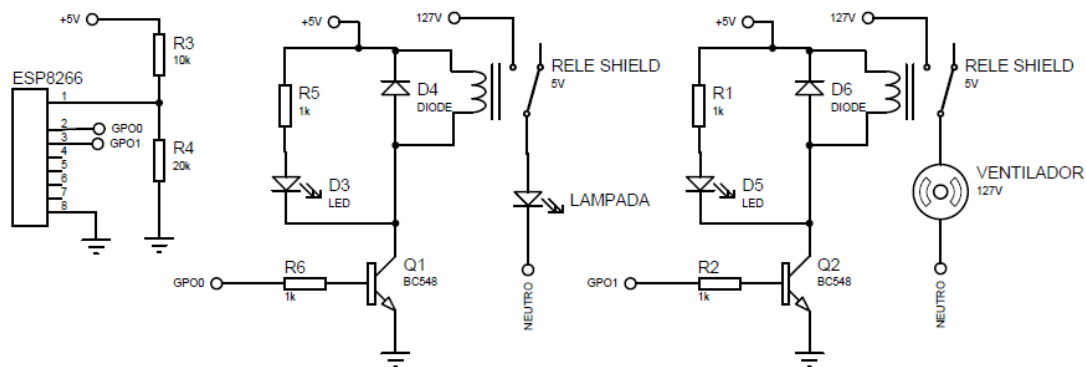 +5V
R3
10k
ESP8266
1
2
3
4
5
6
7
8
GPO0
GPO1
R4
20k
+5V
127V
R5
1k
D4
DIODE
RELE SHIELD
5V
D3
LED
LAMPADA
GPO0
R6
1k
Q1
BC548
NEUTRO
+5V
127V
R1
1k
D6
DIODE
RELE SHIELD
5V
D5
LED
VENTILADOR
127V
GPO1
R2
1k
Q2
BC548
NEUTRO